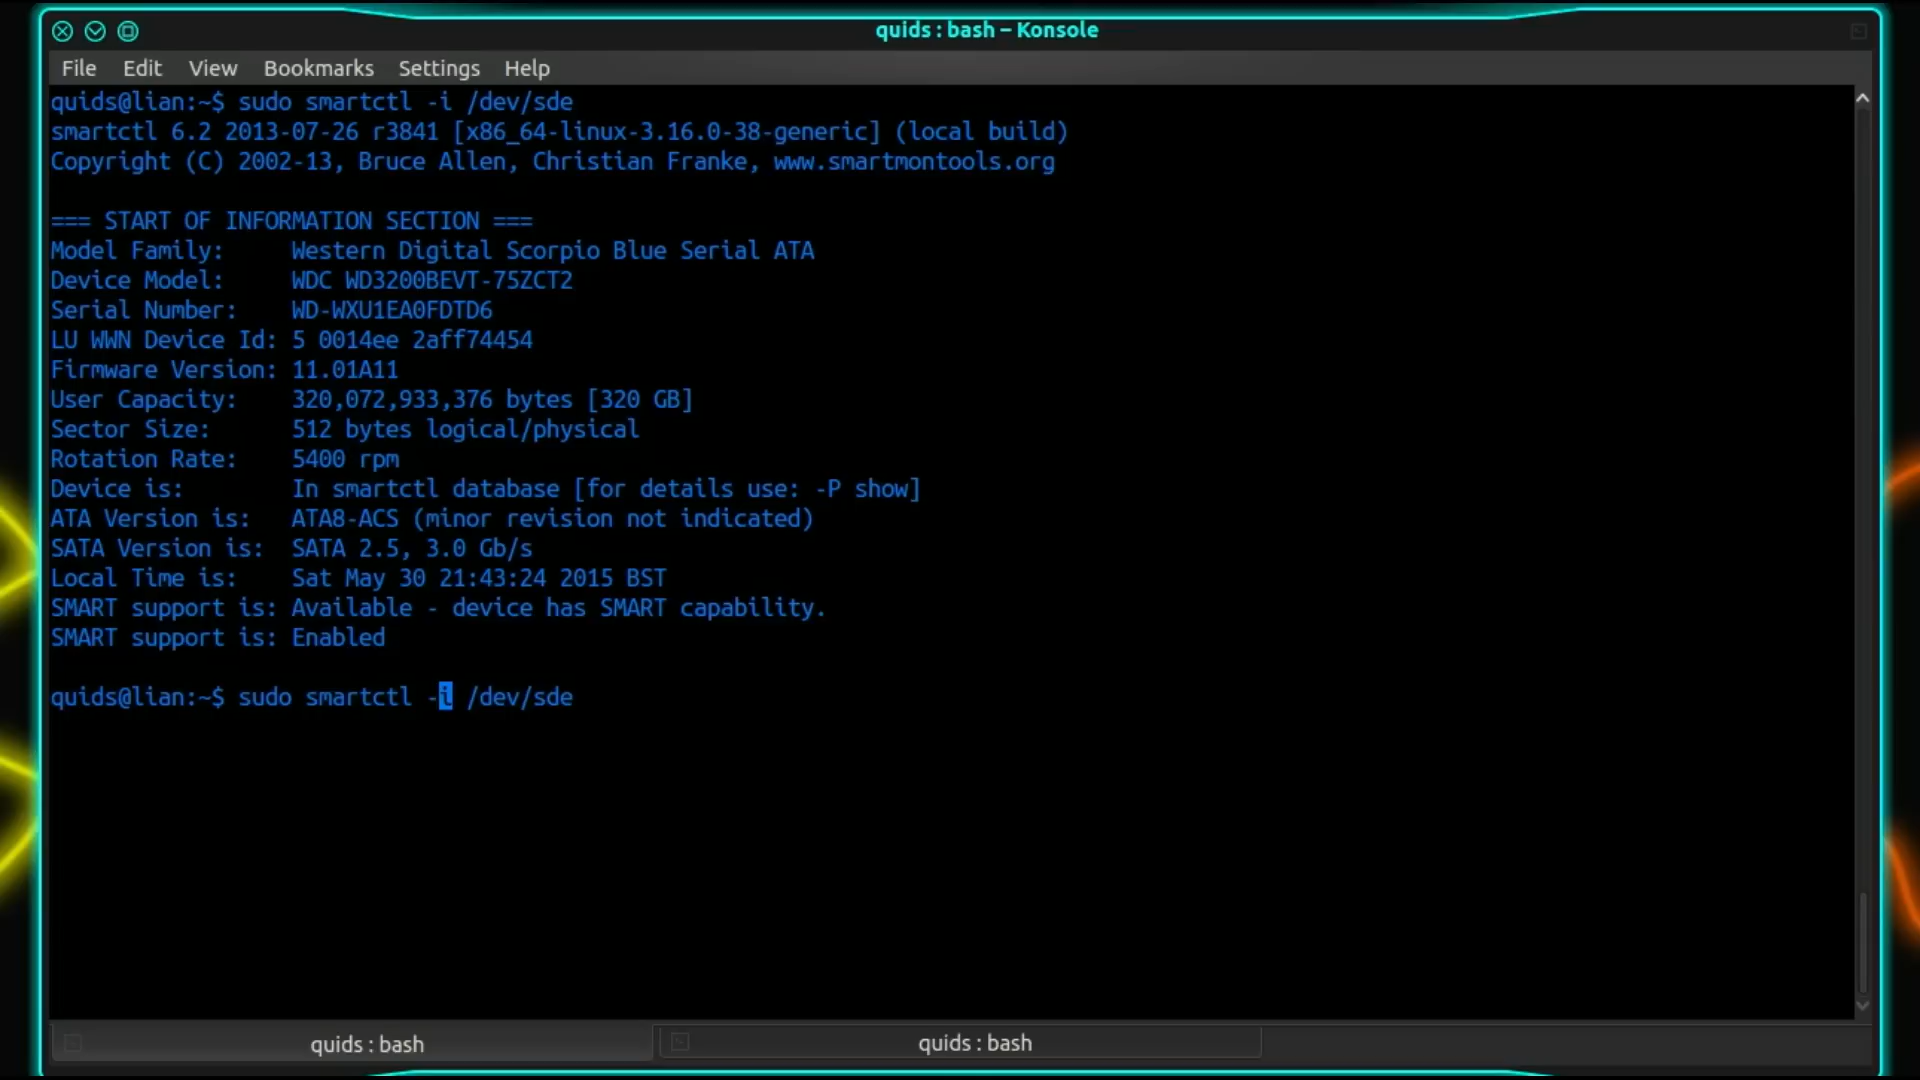 quids : bash – Konsole
File Edit View Bookmarks Settings Help
quids@lian:~$ sudo smartctl -i /dev/sde
smartctl 6.2 2013-07-26 r3841 [x86_64-linux-3.16.0-38-generic] (local build)
Copyright (C) 2002-13, Bruce Allen, Christian Franke, www.smartmontools.org
=== START OF INFORMATION SECTION ===
Model Family:     Western Digital Scorpio Blue Serial ATA
Device Model:     WDC WD3200BEVT-75ZCT2
Serial Number:    WD-WXU1EA0FDTD6
LU WWN Device Id: 5 0014ee 2aff74454
Firmware Version: 11.01A11
User Capacity:    320,072,933,376 bytes [320 GB]
Sector Size:      512 bytes logical/physical
Rotation Rate:    5400 rpm
Device is:        In smartctl database [for details use: -P show]
ATA Version is:   ATA8-ACS (minor revision not indicated)
SATA Version is:  SATA 2.5, 3.0 Gb/s
Local Time is:    Sat May 30 21:43:24 2015 BST
SMART support is: Available - device has SMART capability.
SMART support is: Enabled
quids@lian:~$ sudo smartctl -i /dev/sde
quids : bash
quids : bash